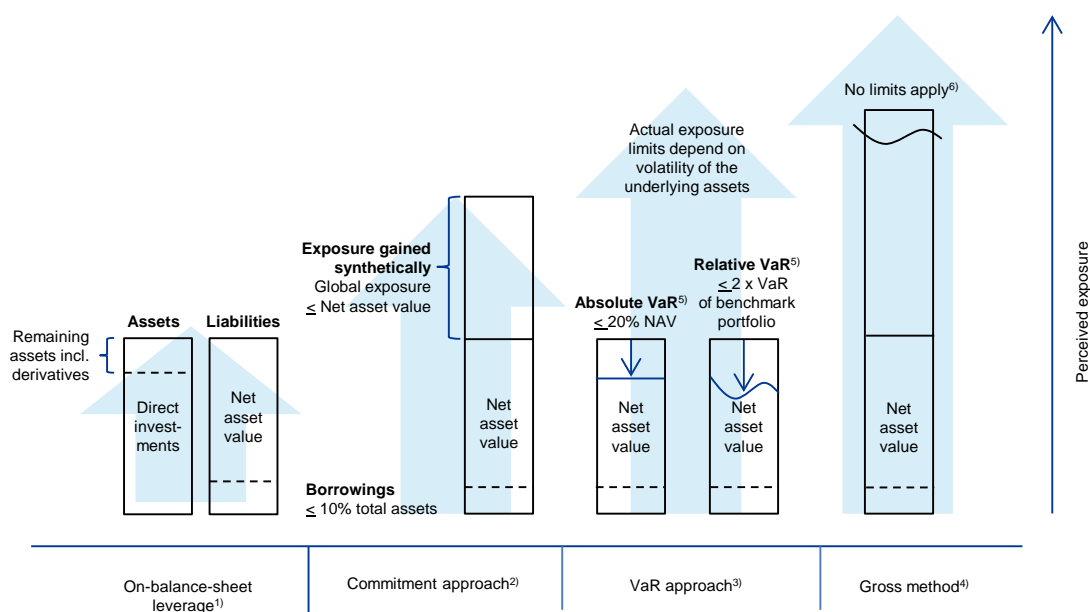 No limits apply6)
Actual exposure
limits depend on
volatility of the
underlying assets
Exposure gained
synthetically
Global exposure
≤ Net asset value
Relative VaR5)
≤ 2 x VaR
of benchmark
portfolio
Absolute VaR5)
≤ 20% NAV
Remaining
assets incl.
derivatives
Assets
Liabilities
Direct
invest-
ments
Net
asset
value
Net
asset
value
Net
asset
value
Net
asset
value
Net
asset
value
Borrowings
≤ 10% total assets
Perceived exposure
On-balance-sheet
leverage1)
Commitment approach2)
VaR approach3)
Gross method4)